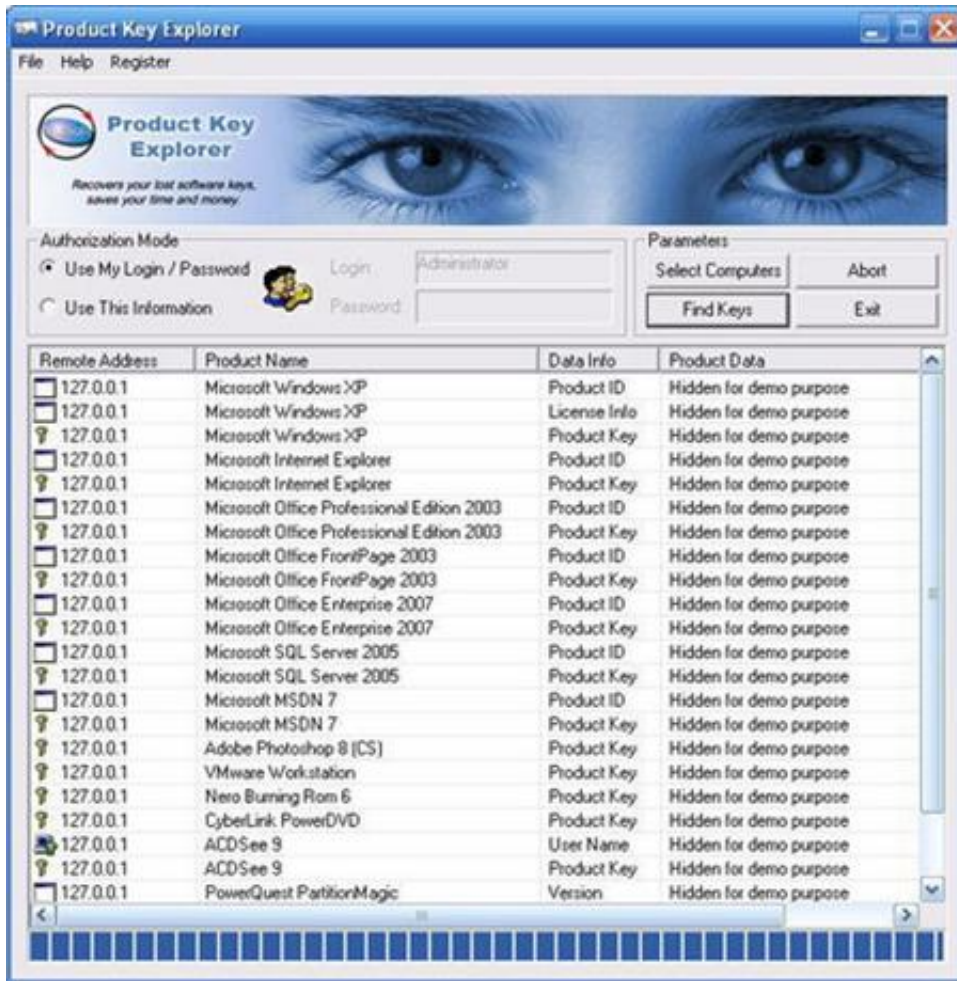 Product Key Explorer
File Help Register
Product Key
Explorer
Recovers your lost software keys,
saves your time and money.
Authorization Mode
Use My Login / Password
Login:
Administrator
Use This Information
Password:
Parameters
Select Computers Abort
Find Keys Exit
Remote Address Product Name Data Info Product Data
127.0.0.1 Microsoft Windows XP Product ID Hidden for demo purpose
127.0.0.1 Microsoft Windows XP License Info Hidden for demo purpose
127.0.0.1 Microsoft Windows XP Product Key Hidden for demo purpose
127.0.0.1 Microsoft Internet Explorer Product ID Hidden for demo purpose
127.0.0.1 Microsoft Internet Explorer Product Key Hidden for demo purpose
127.0.0.1 Microsoft Office Professional Edition 2003 Product ID Hidden for demo purpose
127.0.0.1 Microsoft Office Professional Edition 2003 Product Key Hidden for demo purpose
127.0.0.1 Microsoft Office FrontPage 2003 Product ID Hidden for demo purpose
127.0.0.1 Microsoft Office FrontPage 2003 Product Key Hidden for demo purpose
127.0.0.1 Microsoft Office Enterprise 2007 Product ID Hidden for demo purpose
127.0.0.1 Microsoft Office Enterprise 2007 Product Key Hidden for demo purpose
127.0.0.1 Microsoft SQL Server 2005 Product ID Hidden for demo purpose
127.0.0.1 Microsoft SQL Server 2005 Product Key Hidden for demo purpose
127.0.0.1 Microsoft MSDN 7 Product ID Hidden for demo purpose
127.0.0.1 Microsoft MSDN 7 Product Key Hidden for demo purpose
127.0.0.1 Adobe Photoshop 8 (CS) Product Key Hidden for demo purpose
127.0.0.1 VMware Workstation Product Key Hidden for demo purpose
127.0.0.1 Nero Burning Rom 6 Product Key Hidden for demo purpose
127.0.0.1 CyberLink PowerDVD Product Key Hidden for demo purpose
127.0.0.1 ACDSee 9 User Name Hidden for demo purpose
127.0.0.1 ACDSee 9 Product Key Hidden for demo purpose
127.0.0.1 PowerQuest PartitionMagic Version Hidden for demo purpose